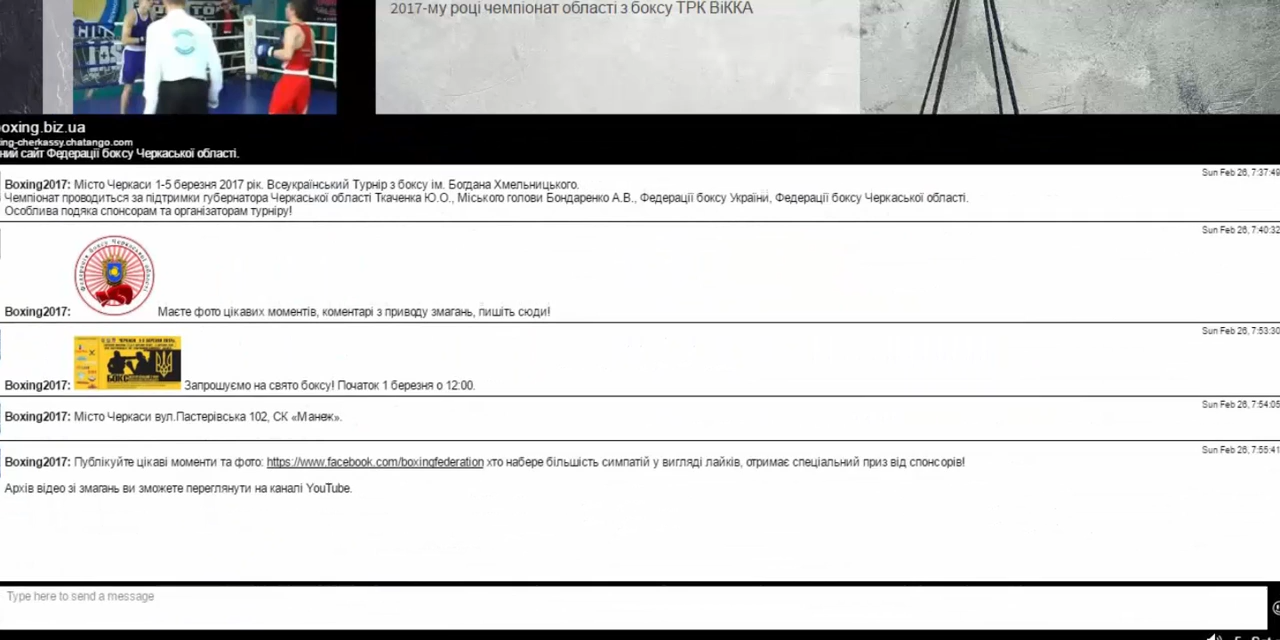 2017-му році чемпіонат області з боксу ТРК ВіККА
oxing.biz.ua
ing-cherkassy.chatango.com
ний сайт Федерації боксу Черкаської області.
Sun Feb 26, 7:37:49
Boxing2017: Місто Черкаси 1-5 березня 2017 рік. Всеукраїнський Турнір з боксу ім. Богдана Хмельницького.
Чемпіонат проводиться за підтримки губернатора Черкаської області Ткаченка Ю.О., Міського голови Бондаренко А.В., Федерації боксу України, Федерації боксу Черкаської області.
Особлива подяка спонсорам та організаторам турніру!
Sun Feb 26, 7:40:32
Федерація боксу Черкаської області
Boxing2017: Маєте фото цікавих моментів, коментарі з приводу змагань, пишіть сюди!
Sun Feb 26, 7:53:30
БОКС
Boxing2017: Запрошуємо на свято боксу! Початок 1 березня о 12:00.
Sun Feb 26, 7:54:05
Boxing2017: Місто Черкаси вул.Пастерівська 102, СК «Манеж».
Sun Feb 26, 7:55:41
Boxing2017: Публікуйте цікаві моменти та фото: https://www.facebook.com/boxingfederation хто набере більшість симпатій у вигляді лайків, отримає спеціальний приз від спонсорів!
Архів відео зі змагань ви зможете переглянути на каналі YouTube.
Type here to send a message